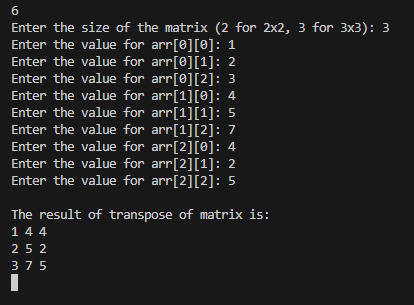 6
Enter the size of the matrix (2 for 2x2, 3 for 3x3): 3
Enter the value for arr[0][0]: 1
Enter the value for arr[0][1]: 2
Enter the value for arr[0][2]: 3
Enter the value for arr[1][0]: 4
Enter the value for arr[1][1]: 5
Enter the value for arr[1][2]: 7
Enter the value for arr[2][0]: 4
Enter the value for arr[2][1]: 2
Enter the value for arr[2][2]: 5

The result of transpose of matrix is:
1 4 4
2 5 2
3 7 5